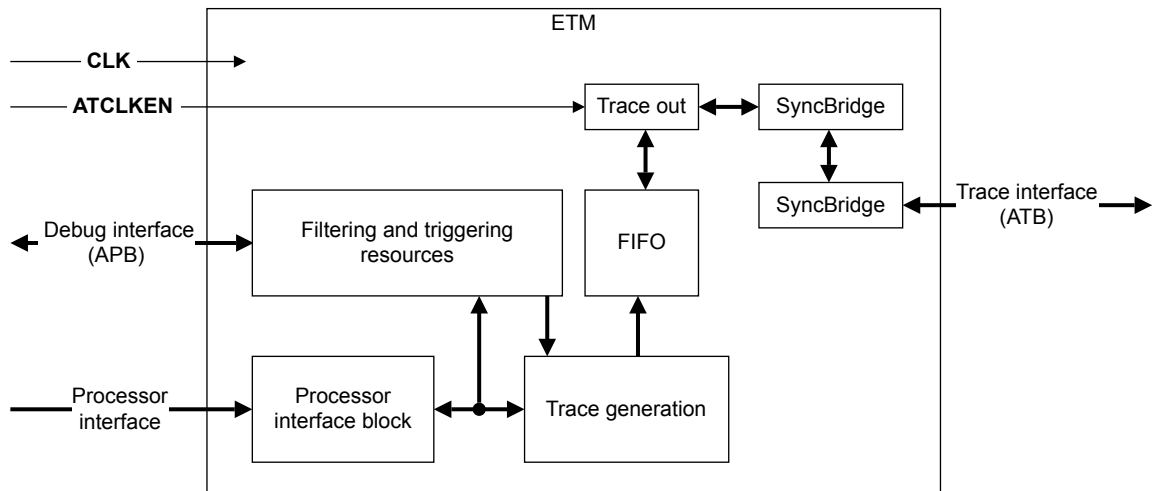 ETM
CLK
ATCLKEN
Trace out
SyncBridge
SyncBridge
Trace interface
(ATB)
Debug interface
(APB)
Filtering and triggering
resources
FIFO
Processor
interface
Processor
interface block
Trace generation